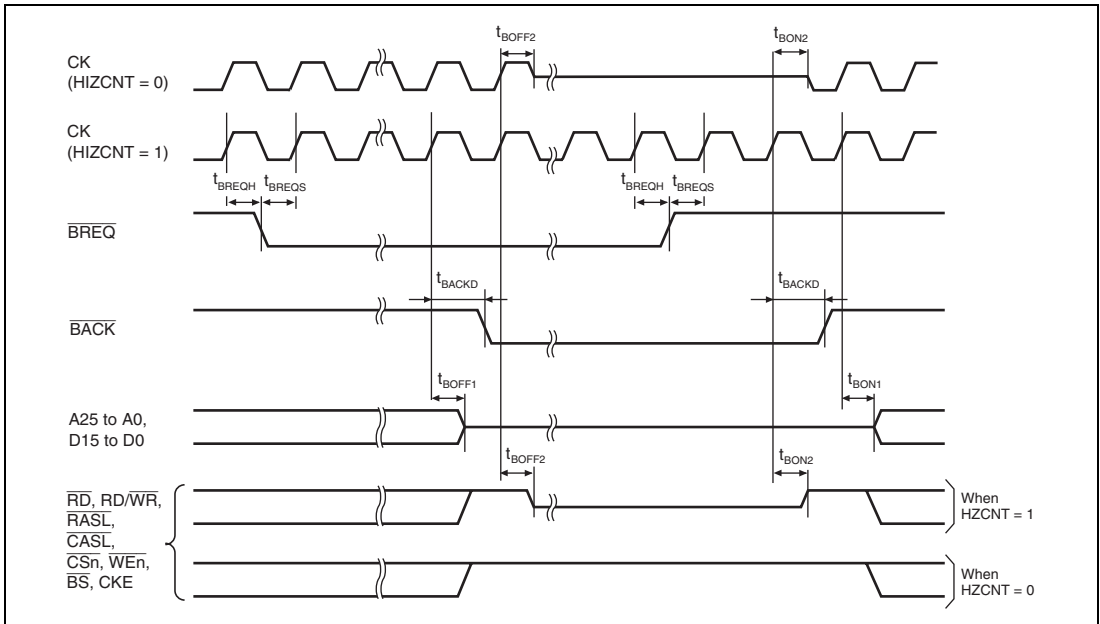 tBOFF2
tBON2
CK
(HIZCNT = 0)
CK
(HIZCNT = 1)
tBREQH
tBREQS
tBREQH
tBREQS
BREQ
tBACKD
tBACKD
BACK
tBOFF1
tBON1
A25 to A0,
D15 to D0
tBOFF2
tBON2
RD, RD/WR,
RASL,
CASL,
CSn, WEn,
BS, CKE
When
HZCNT = 1
When
HZCNT = 0